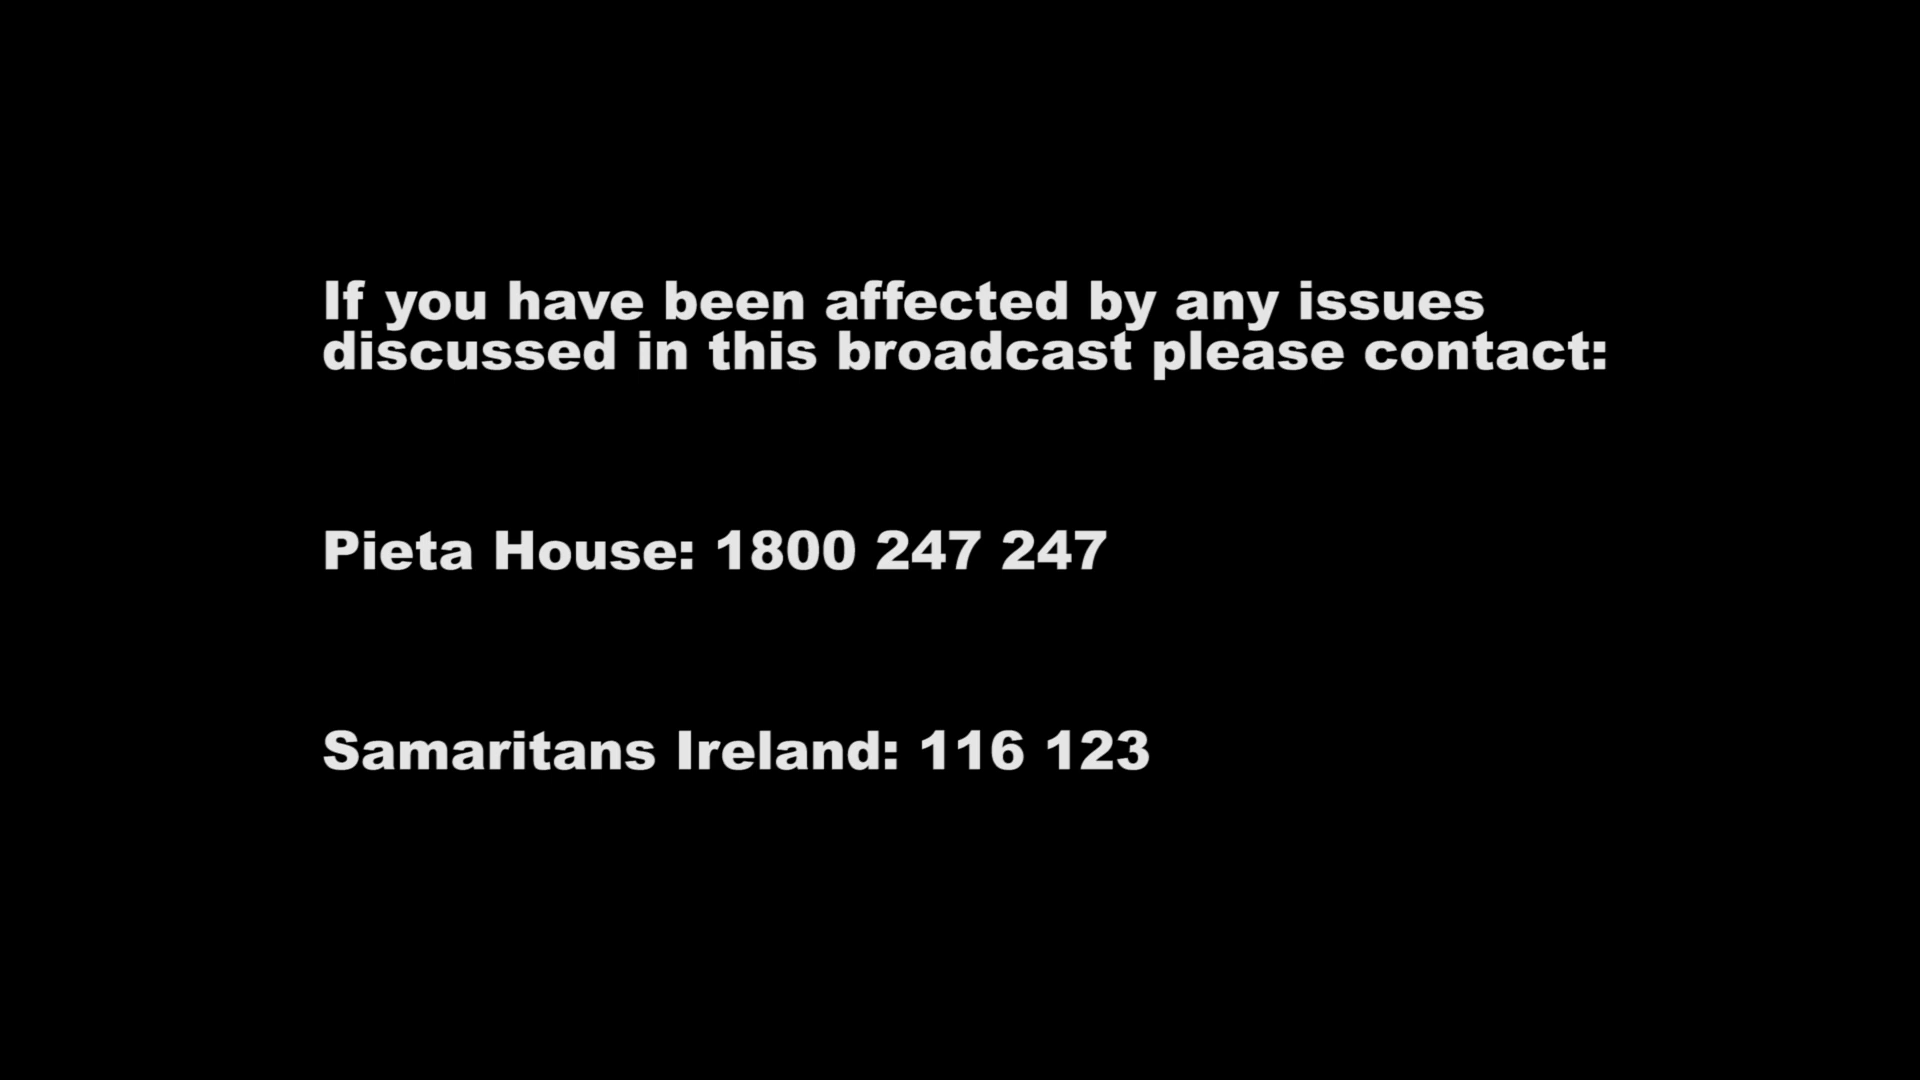 If you have been affected by any issues
discussed in this broadcast please contact:
Pieta House: 1800 247 247
Samaritans Ireland: 116 123